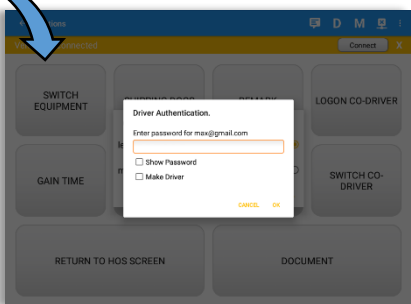 D M
Connect X
SWITCH EQUIPMENT
LOGON CO-DRIVER
Driver Authentication.
Enter password for max@gmail.com
Show Password
Make Driver
CANCEL OK
GAIN TIME
SWITCH CO-DRIVER
RETURN TO HOS SCREEN
DOCUMENT